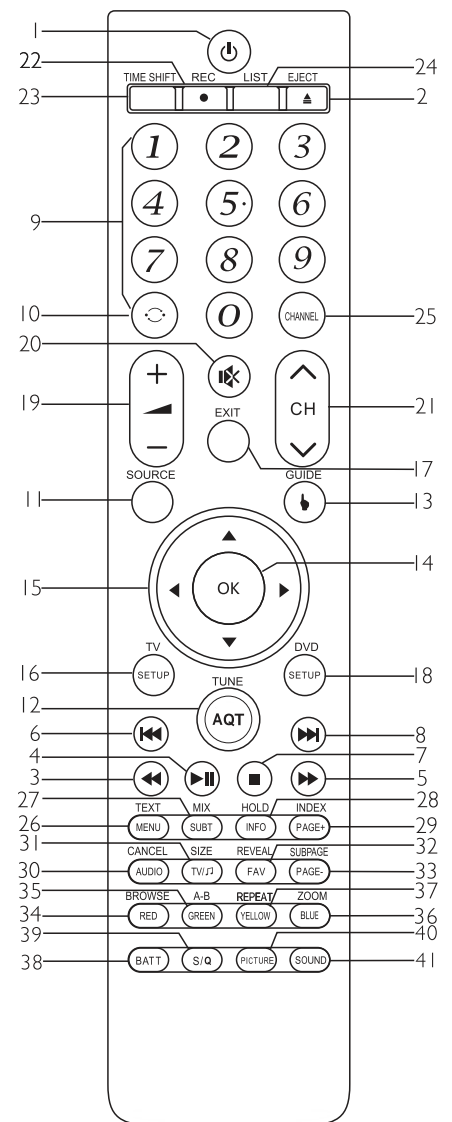 1
22
24
TIME SHIFT REC LIST EJECT
23
2
1 2 3
4 5 6
9
7 8 9
10
0
CHANNEL
25
20
19
+
CH
21
EXIT
−
17
SOURCE
GUIDE
11
13
14
15
OK
TV
DVD
16
SETUP
SETUP
18
TUNE
12
AQT
6
8
4
7
3
5
27
TEXT MIX HOLD INDEX
28
26
MENU SUBT INFO PAGE+
29
31
32
CANCEL SIZE REVEAL SUBPAGE
30
AUDIO TV/♫ FAV PAGE-
33
35
37
BROWSE A-B REPEAT ZOOM
34
RED GREEN YELLOW BLUE
36
39
40
38
BATT S/Q PICTURE SOUND
41